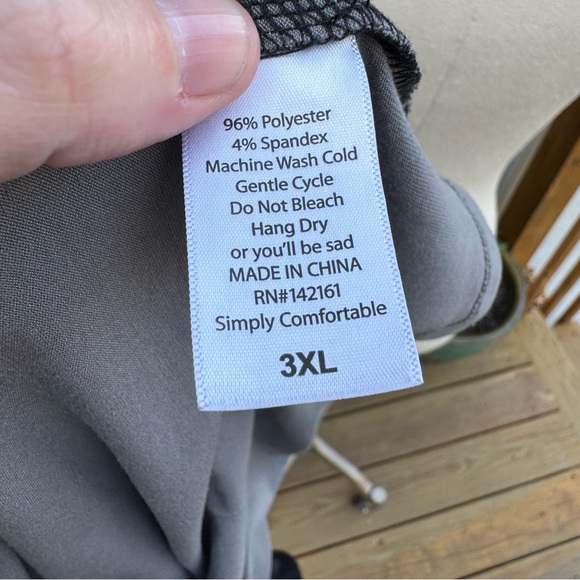 96% Polyester
4% Spandex
Machine Wash Cold
Gentle Cycle
Do Not Bleach
Hang Dry
or you'll be sad
MADE IN CHINA
RN#142161
Simply Comfortable
3XL